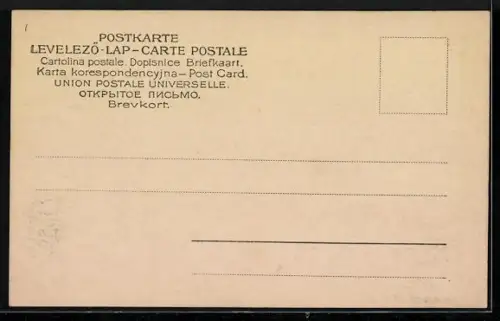 POSTKARTE
LEVELEZŐ-LAP–CARTE POSTALE
Cartolina postale. Dopisnice Briefkaart.
Karta korespondencyjna–Post Card.
UNION POSTALE UNIVERSELLE.
ОТКРЫТОЕ ПИСЬМО.
Brevkort.